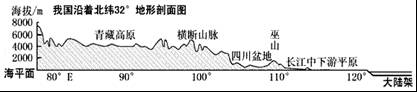 海拔/m 我国沿着北纬32°地形剖面图
8000
6000
4000
2000
0
青藏高原
横断山脉
四川盆地
巫山
长江中下游平原
海平面
80° E 90° 100° 110° 120°
大陆架